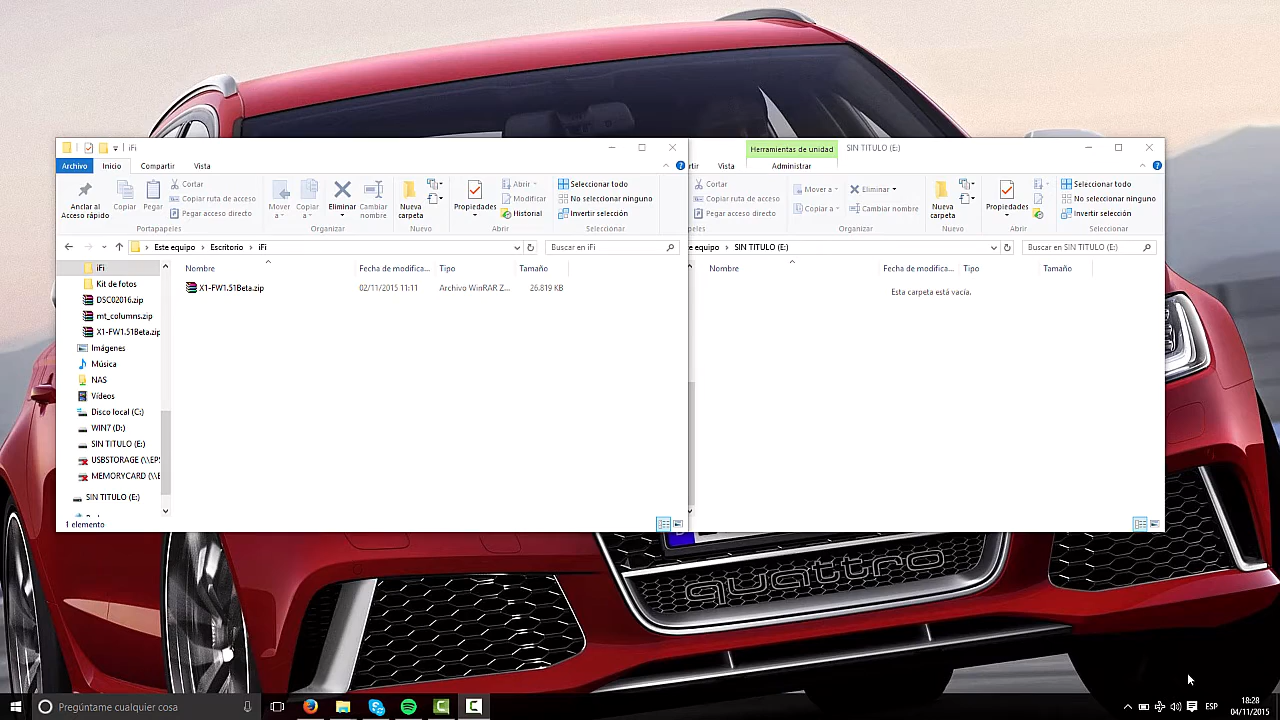 iFi
Archivo Inicio Compartir Vista
Anclar al Acceso rápido
Copiar
Pegar
Cortar
Copiar ruta de acceso
Pegar acceso directo
Portapapeles
Mover a
Copiar a
Eliminar
Cambiar nombre
Organizar
Nueva carpeta
Nuevo
Propiedades
Abrir
Modificar
Historial
Abrir
Seleccionar todo
No seleccionar ninguno
Invertir selección
Seleccionar
Este equipo Escritorio iFi
Buscar en iFi
iFi
Kit de fotos
DSC02016.zip
mt_columns.zip
X1-FW1.51Beta.zip
Imágenes
Música
NAS
Vídeos
Disco local (C:)
WIN7 (D:)
SIN TITULO (E:)
USBSTORAGE (\\EP
MEMORYCARD (\\E
SIN TITULO (E:)
Nombre Fecha de modifica... Tipo Tamaño
X1-FW1.51Beta.zip 02/11/2015 11:11 Archivo WinRAR Z... 26.819 KB
1 elemento
Herramientas de unidad SIN TITULO (E:)
rtir Vista Administrar
Cortar
Copiar ruta de acceso
Pegar acceso directo
peles
Mover a
Copiar a
Eliminar
Cambiar nombre
Organizar
Nueva carpeta
Nuevo
Propiedades
Abrir
Seleccionar todo
No seleccionar ninguno
Invertir selección
Seleccionar
e equipo SIN TITULO (E:)
Buscar en SIN TITULO (E:)
Nombre Fecha de modifica... Tipo Tamaño
Esta carpeta está vacía.
quattro
Pregúntame cualquier cosa
ESP
18:28
04/11/2015